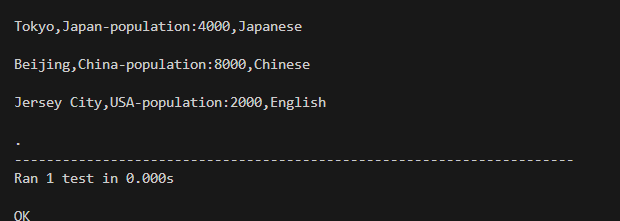 Tokyo,Japan-population:4000,Japanese
Beijing,China-population:8000,Chinese
Jersey City,USA-population:2000,English
.
----------------------------------------------------------------------
Ran 1 test in 0.000s
OK